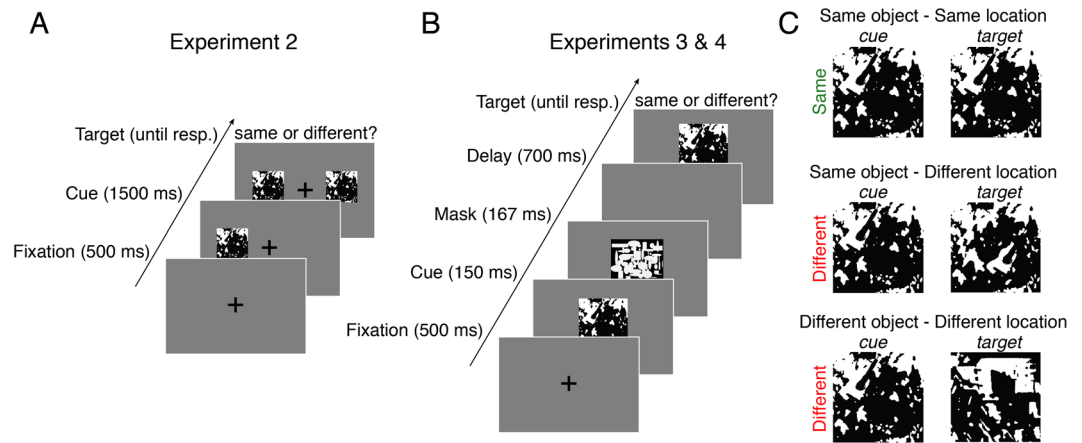 A
Experiment 2
Target (until resp.)
same or different?
Cue (1500 ms)
Fixation (500 ms)
B
Experiments 3 & 4
Target (until resp.)
same or different?
Delay (700 ms)
Mask (167 ms)
Cue (150 ms)
Fixation (500 ms)
C
Same object - Same location
cue target
Same
Same object - Different location
cue target
Different
Different object - Different location
cue target
Different